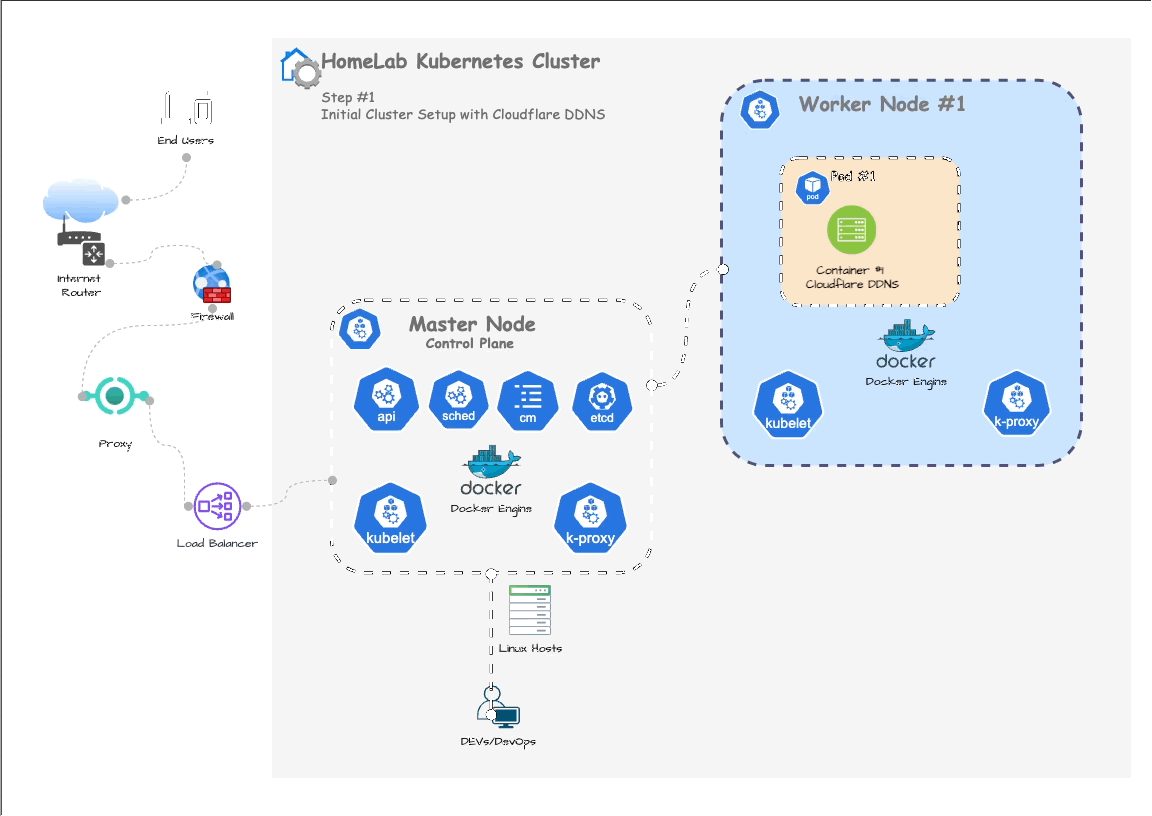 HomeLab Kubernetes Cluster
Step #1
Initial Cluster Setup with Cloudflare DDNS
End Users
Internet
Router
Firewall
Proxy
Load Balancer
Master Node
Control Plane
api
sched
cm
etcd
docker
Docker Engine
kubelet
k-proxy
Linux Hosts
DEVs/DevOps
Worker Node #1
Pod #1
pod
Container #1
Cloudflare DDNS
docker
Docker Engine
kubelet
k-proxy